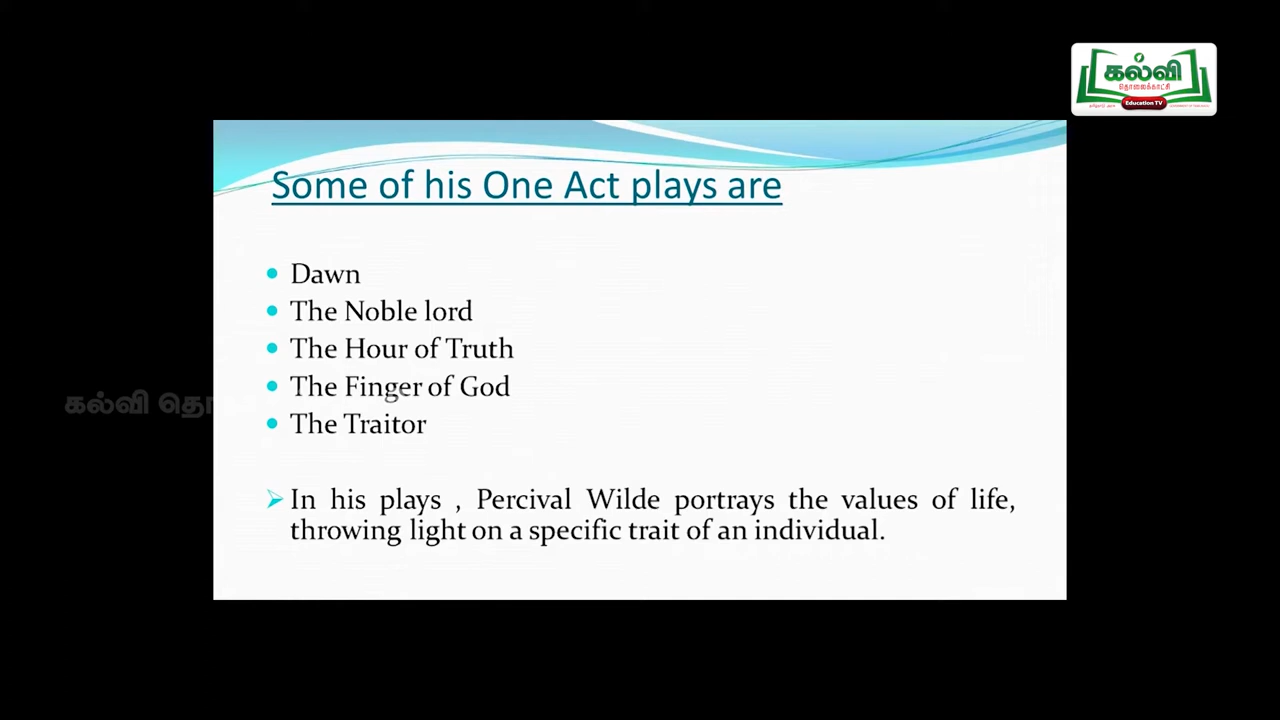 கல்வி
தொலைக்காட்சி
Education TV
Some of his One Act plays are
• Dawn
• The Noble lord
• The Hour of Truth
• The Finger of God
கல்வி
• The Traitor
➢ In his plays , Percival Wilde portrays the values of life,
throwing light on a specific trait of an individual.